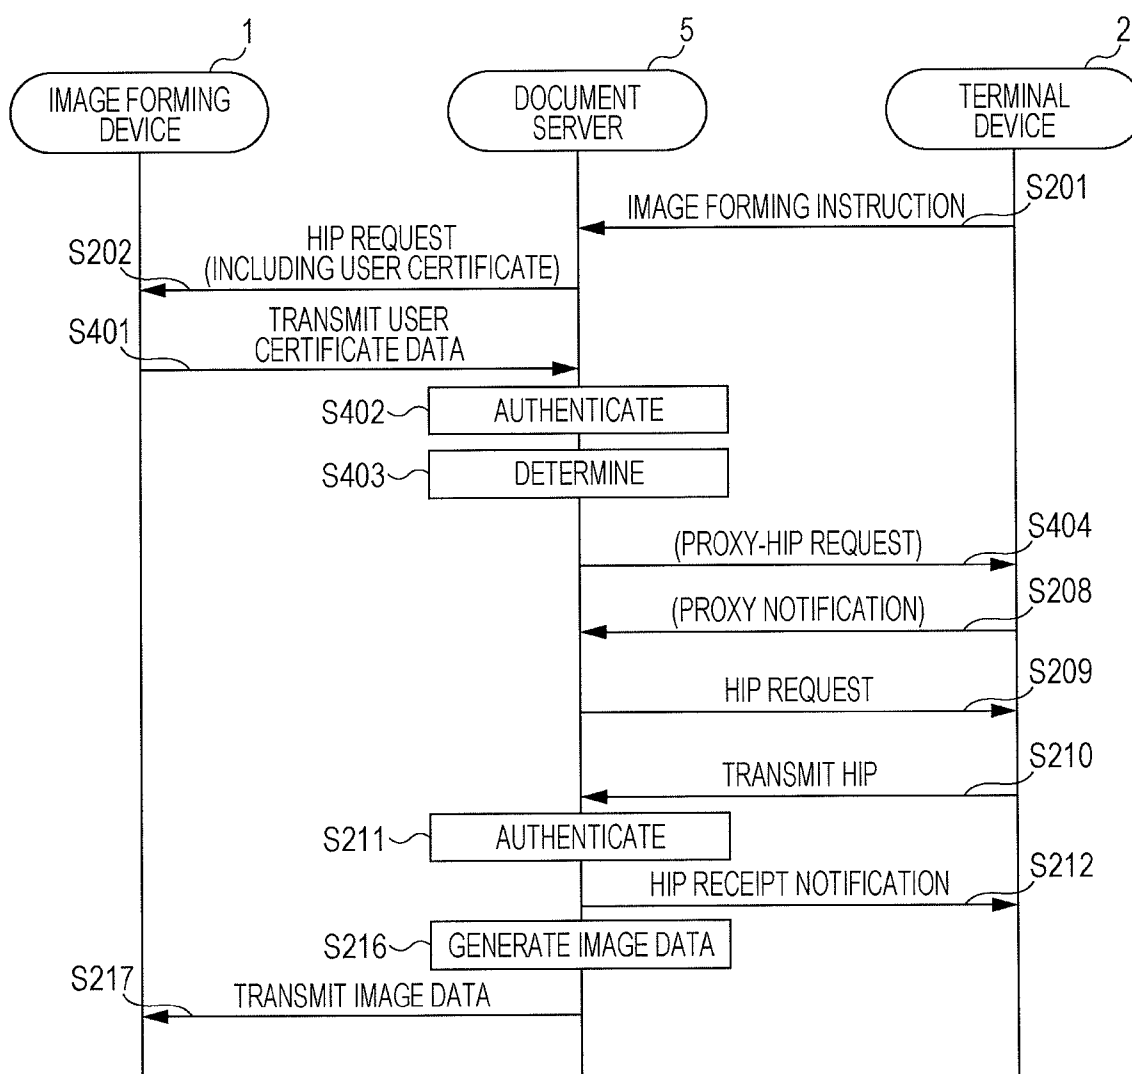 1
5
2
IMAGE FORMING
DEVICE
DOCUMENT
SERVER
TERMINAL
DEVICE
S201
IMAGE FORMING INSTRUCTION
S202
HIP REQUEST
(INCLUDING USER CERTIFICATE)
S401
TRANSMIT USER
CERTIFICATE DATA
S402
AUTHENTICATE
S403
DETERMINE
S404
(PROXY-HIP REQUEST)
S208
(PROXY NOTIFICATION)
S209
HIP REQUEST
S210
TRANSMIT HIP
S211
AUTHENTICATE
S212
HIP RECEIPT NOTIFICATION
S216
GENERATE IMAGE DATA
S217
TRANSMIT IMAGE DATA